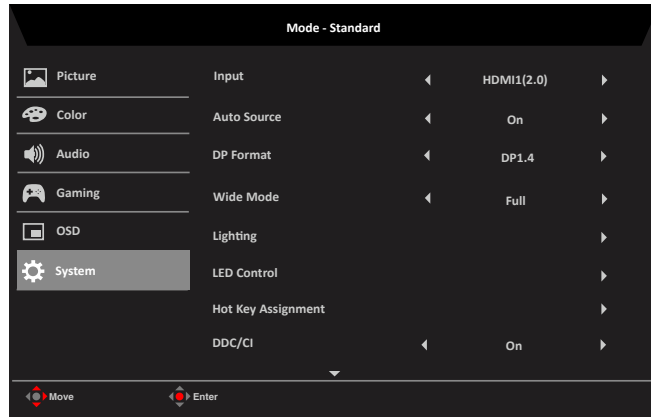 Mode - Standard
Picture
Color
Audio
Gaming
OSD
System
Input HDMI1(2.0)
Auto Source On
DP Format DP1.4
Wide Mode Full
Lighting
LED Control
Hot Key Assignment
DDC/CI On
Move Enter